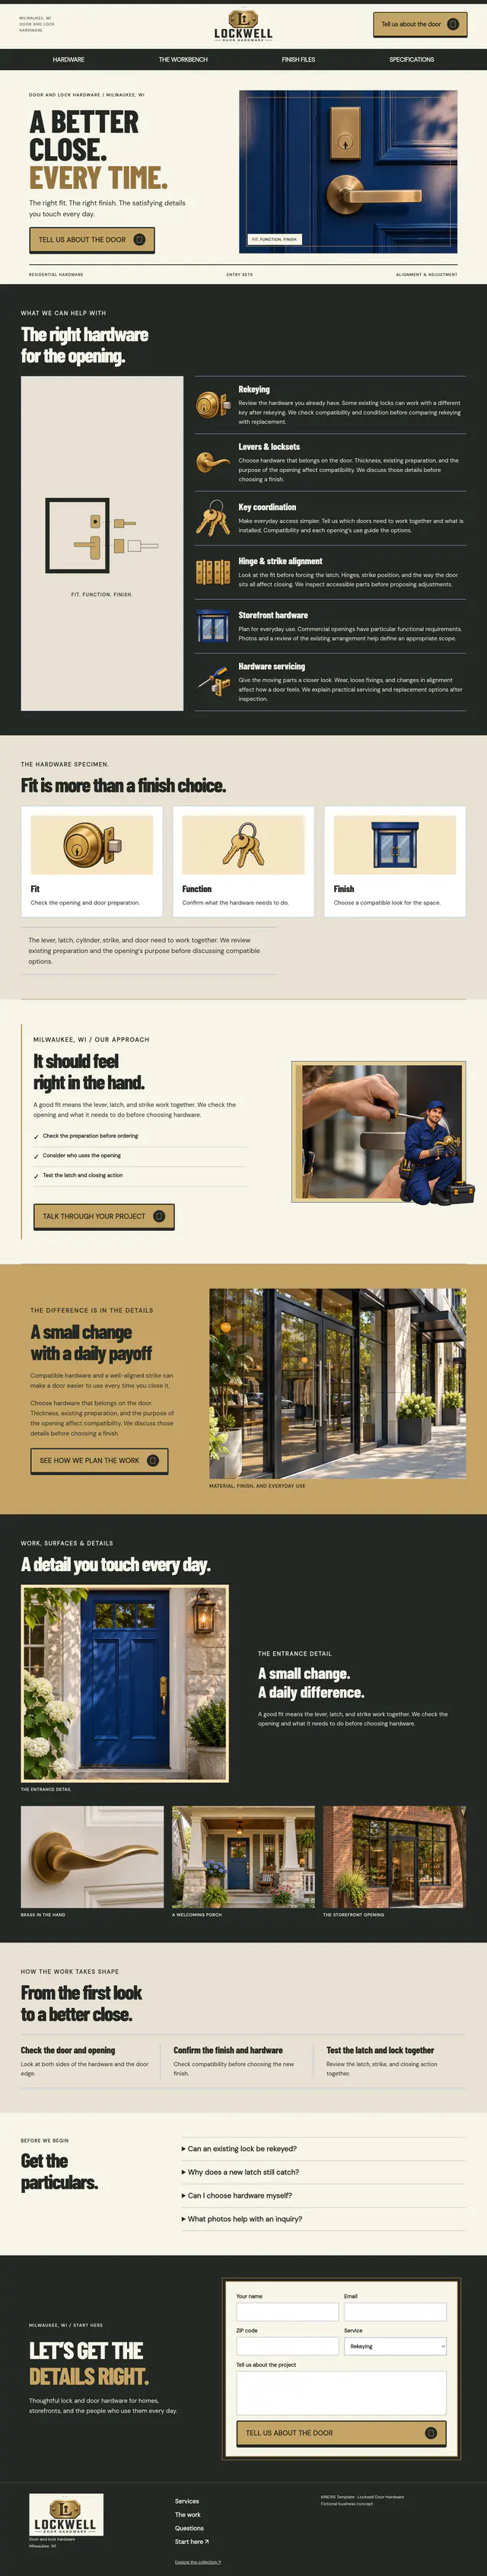 MILWAUKEE, WI
DOOR AND LOCK
HARDWARE
LOCKWELL
DOOR HARDWARE
Tell us about the door
HARDWARE
THE WORKBENCH
FINISH FILES
SPECIFICATIONS
DOOR AND LOCK HARDWARE / MILWAUKEE, WI
A BETTER
CLOSE.
EVERY TIME.
The right fit. The right finish. The satisfying details
you touch every day.
TELL US ABOUT THE DOOR
FIT. FUNCTION. FINISH.
RESIDENTIAL HARDWARE
ENTRY SETS
ALIGNMENT & ADJUSTMENT
WHAT WE CAN HELP WITH
The right hardware
for the opening.
FIT. FUNCTION. FINISH.
Rekeying
Review the hardware you already have. Some existing locks can work with a different
key after rekeying. We check compatibility and condition before comparing rekeying
with replacement.
Levers & locksets
Choose hardware that belongs on the door. Thickness, existing preparation, and the
purpose of the opening affect compatibility. We discuss those details before
choosing a finish.
Key coordination
Make everyday access simpler. Tell us which doors need to work together and what is
installed. Compatibility and each opening's use guide the options.
Hinge & strike alignment
Look at the fit before forcing the latch. Hinges, strike position, and the way the door
sits all affect closing. We inspect accessible parts before proposing adjustments.
Storefront hardware
Plan for everyday use. Commercial openings have particular functional requirements.
Photos and a review of the existing arrangement help define an appropriate scope.
Hardware servicing
Give the moving parts a closer look. Wear, loose fixings, and changes in alignment
affect how a door feels. We explain practical servicing and replacement options after
inspection.
THE HARDWARE SPECIMEN.
Fit is more than a finish choice.
Fit
Check the opening and door preparation.
Function
Confirm what the hardware needs to do.
Finish
Choose a compatible look for the space.
The lever, latch, cylinder, strike, and door need to work together. We review
existing preparation and the opening's purpose before discussing compatible
options.
MILWAUKEE, WI / OUR APPROACH
It should feel
right in the hand.
A good fit means the lever, latch, and strike work together. We check the
opening and what it needs to do before choosing hardware.
✓ Check the preparation before ordering
✓ Consider who uses the opening
✓ Test the latch and closing action
TALK THROUGH YOUR PROJECT
THE DIFFERENCE IS IN THE DETAILS
A small change
with a daily payoff
Compatible hardware and a well-aligned strike can
make a door easier to use every time you close it.
Choose hardware that belongs on the door.
Thickness, existing preparation, and the purpose of
the opening affect compatibility. We discuss those
details before choosing a finish.
SEE HOW WE PLAN THE WORK
MATERIAL, FINISH, AND EVERYDAY USE
WORK, SURFACES & DETAILS
A detail you touch every day.
THE ENTRANCE DETAIL
THE ENTRANCE DETAIL
A small change.
A daily difference.
A good fit means the lever, latch, and strike work together. We check the
opening and what it needs to do before choosing hardware.
BRASS IN THE HAND
A WELCOMING PORCH
THE STOREFRONT OPENING
HOW THE WORK TAKES SHAPE
From the first look
to a better close.
Check the door and opening
Look at both sides of the hardware and the door
edge.
Confirm the finish and hardware
Check compatibility before choosing the new
finish.
Test the latch and lock together
Review the latch, strike, and closing action
together.
BEFORE WE BEGIN
Get the
particulars.
Can an existing lock be rekeyed?
Why does a new latch still catch?
Can I choose hardware myself?
What photos help with an inquiry?
MILWAUKEE, WI / START HERE
LET'S GET THE
DETAILS RIGHT.
Thoughtful lock and door hardware for homes,
storefronts, and the people who use them every day.
Your name
Email
ZIP code
Service
Rekeying
Tell us about the project
TELL US ABOUT THE DOOR
LOCKWELL
DOOR HARDWARE
Door and lock hardware
Milwaukee, WI
Services
The work
Questions
Start here ↗
Explore the collection ↗
KINEXIS Template · Lockwell Door Hardware
Fictional business concept